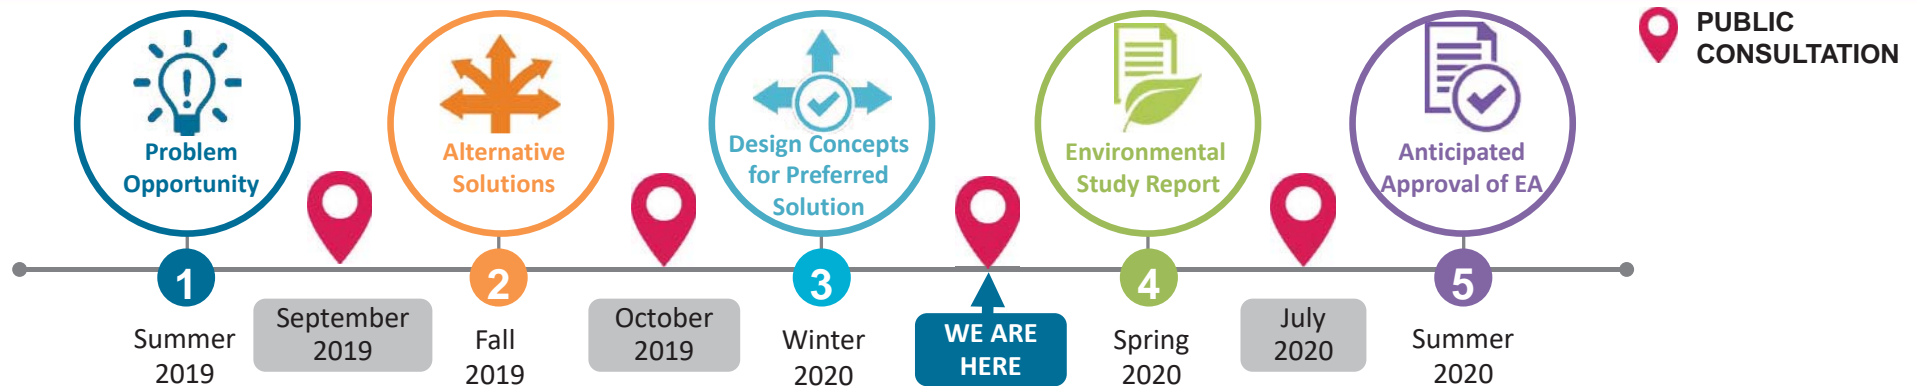 PUBLIC
CONSULTATION
Problem
Opportunity
Alternative
Solutions
Design Concepts
for Preferred
Solution
Environmental
Study Report
Anticipated
Approval of EA
1
2
3
4
5
Summer
2019
September
2019
Fall
2019
October
2019
Winter
2020
WE ARE
HERE
Spring
2020
July
2020
Summer
2020